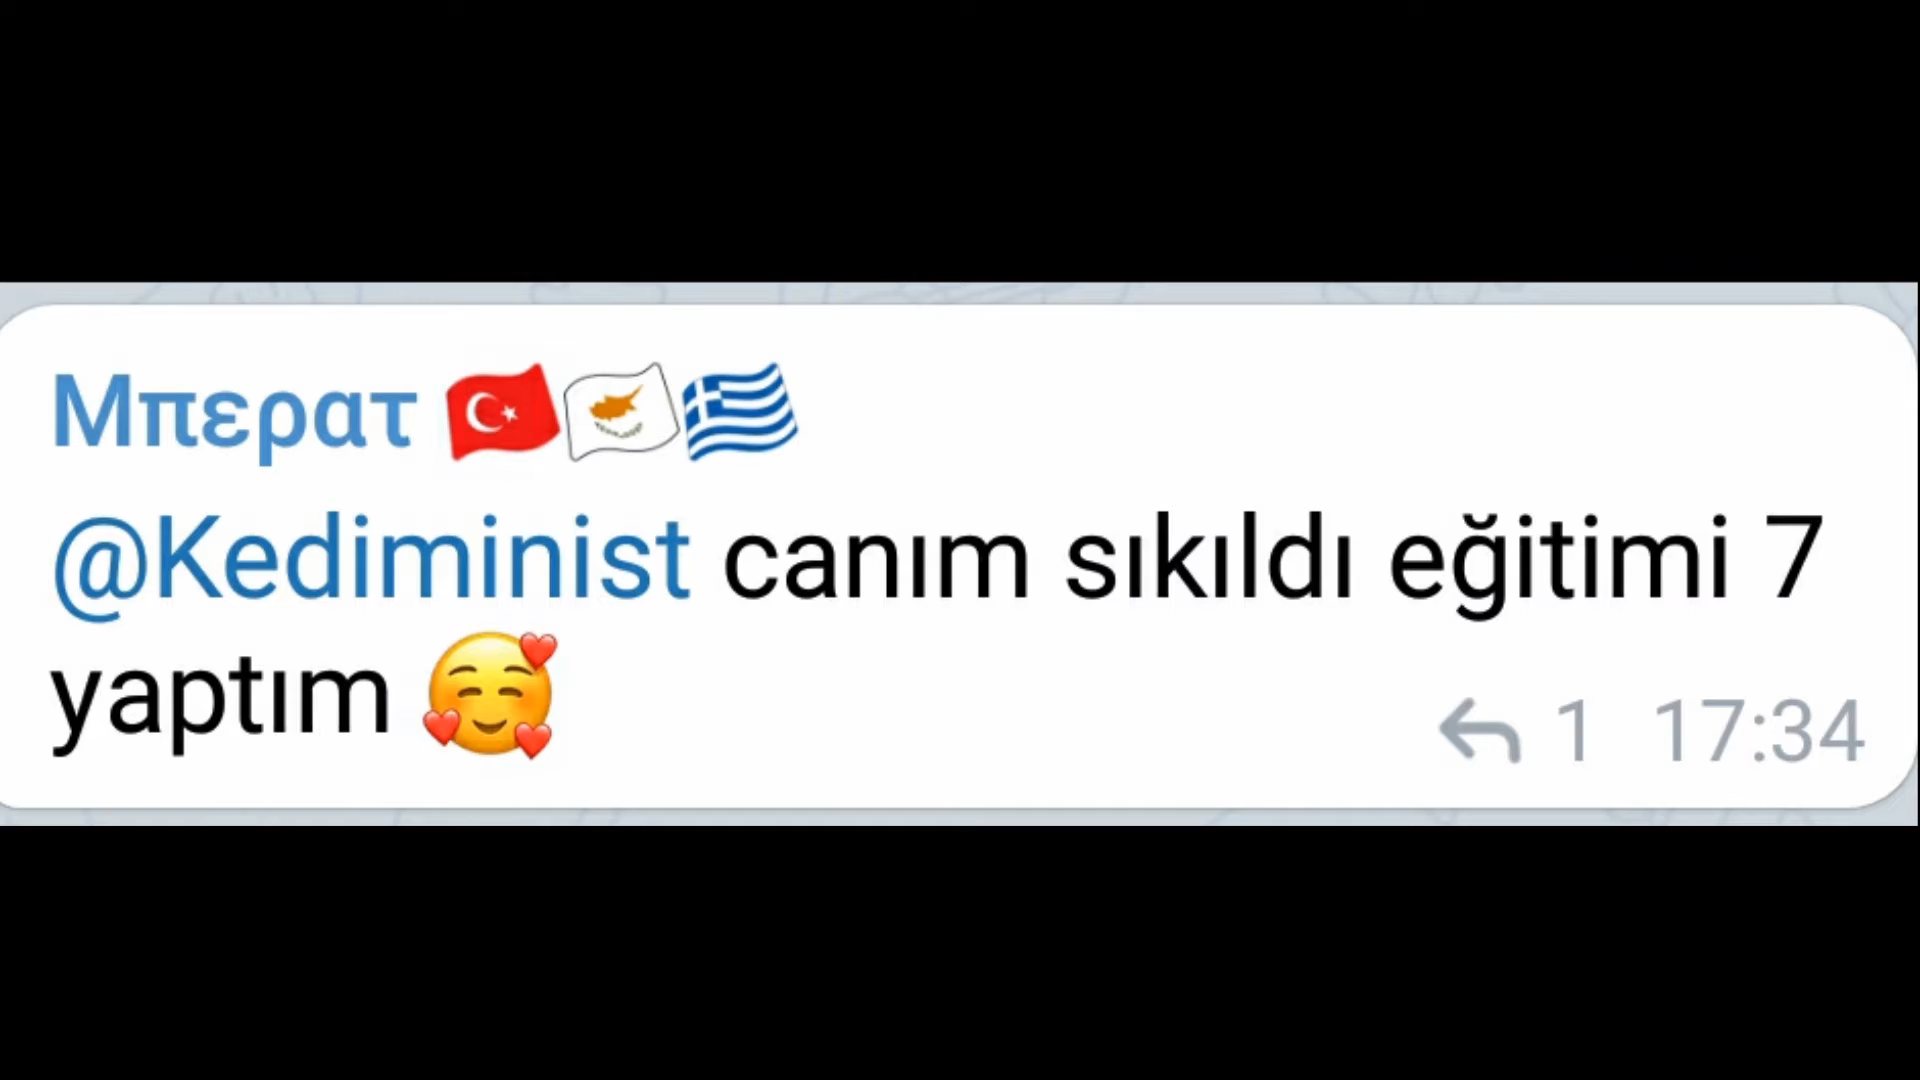 Μπερατ 🇹🇷🇨🇾🇬🇷
@Kediminist canım sıkıldı eğitimi 7
yaptım 🥰
1 17:34